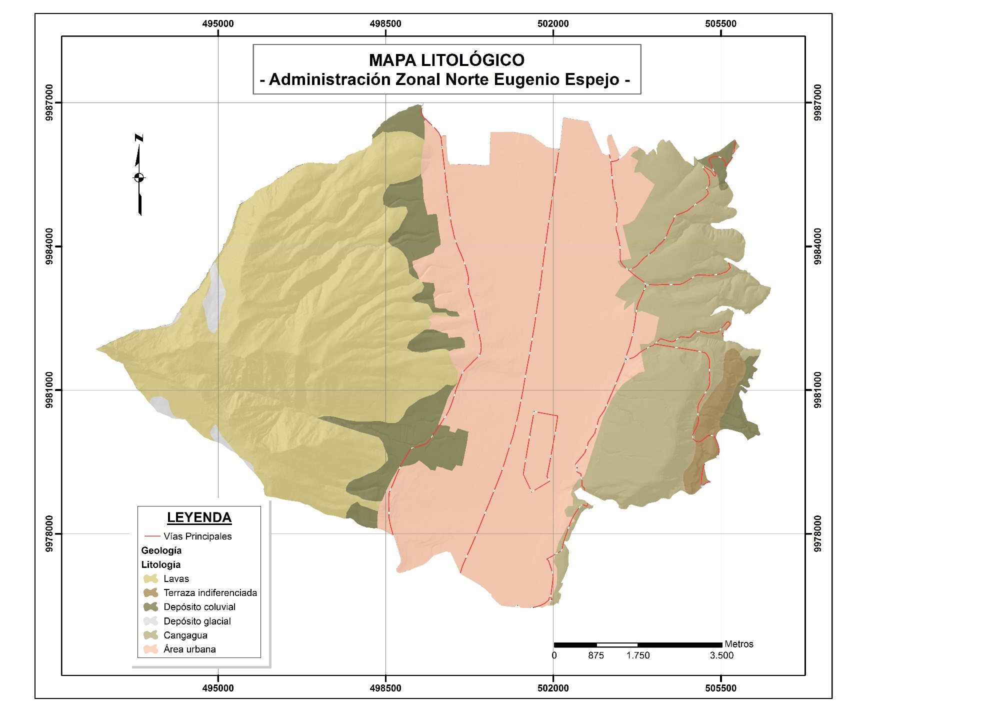 495000 498500 502000 505500
MAPA LITOLÓGICO
- Administración Zonal Norte Eugenio Espejo -
9987000 9987000
N
9984000 9984000
9981000 9981000
9978000 9978000
LEYENDA
Vías Principales
Geología
Litología
Lavas
Terraza indiferenciada
Depósito coluvial
Depósito glacial
Cangagua
Área urbana
Metros
0 875 1.750 3.500
495000 498500 502000 505500